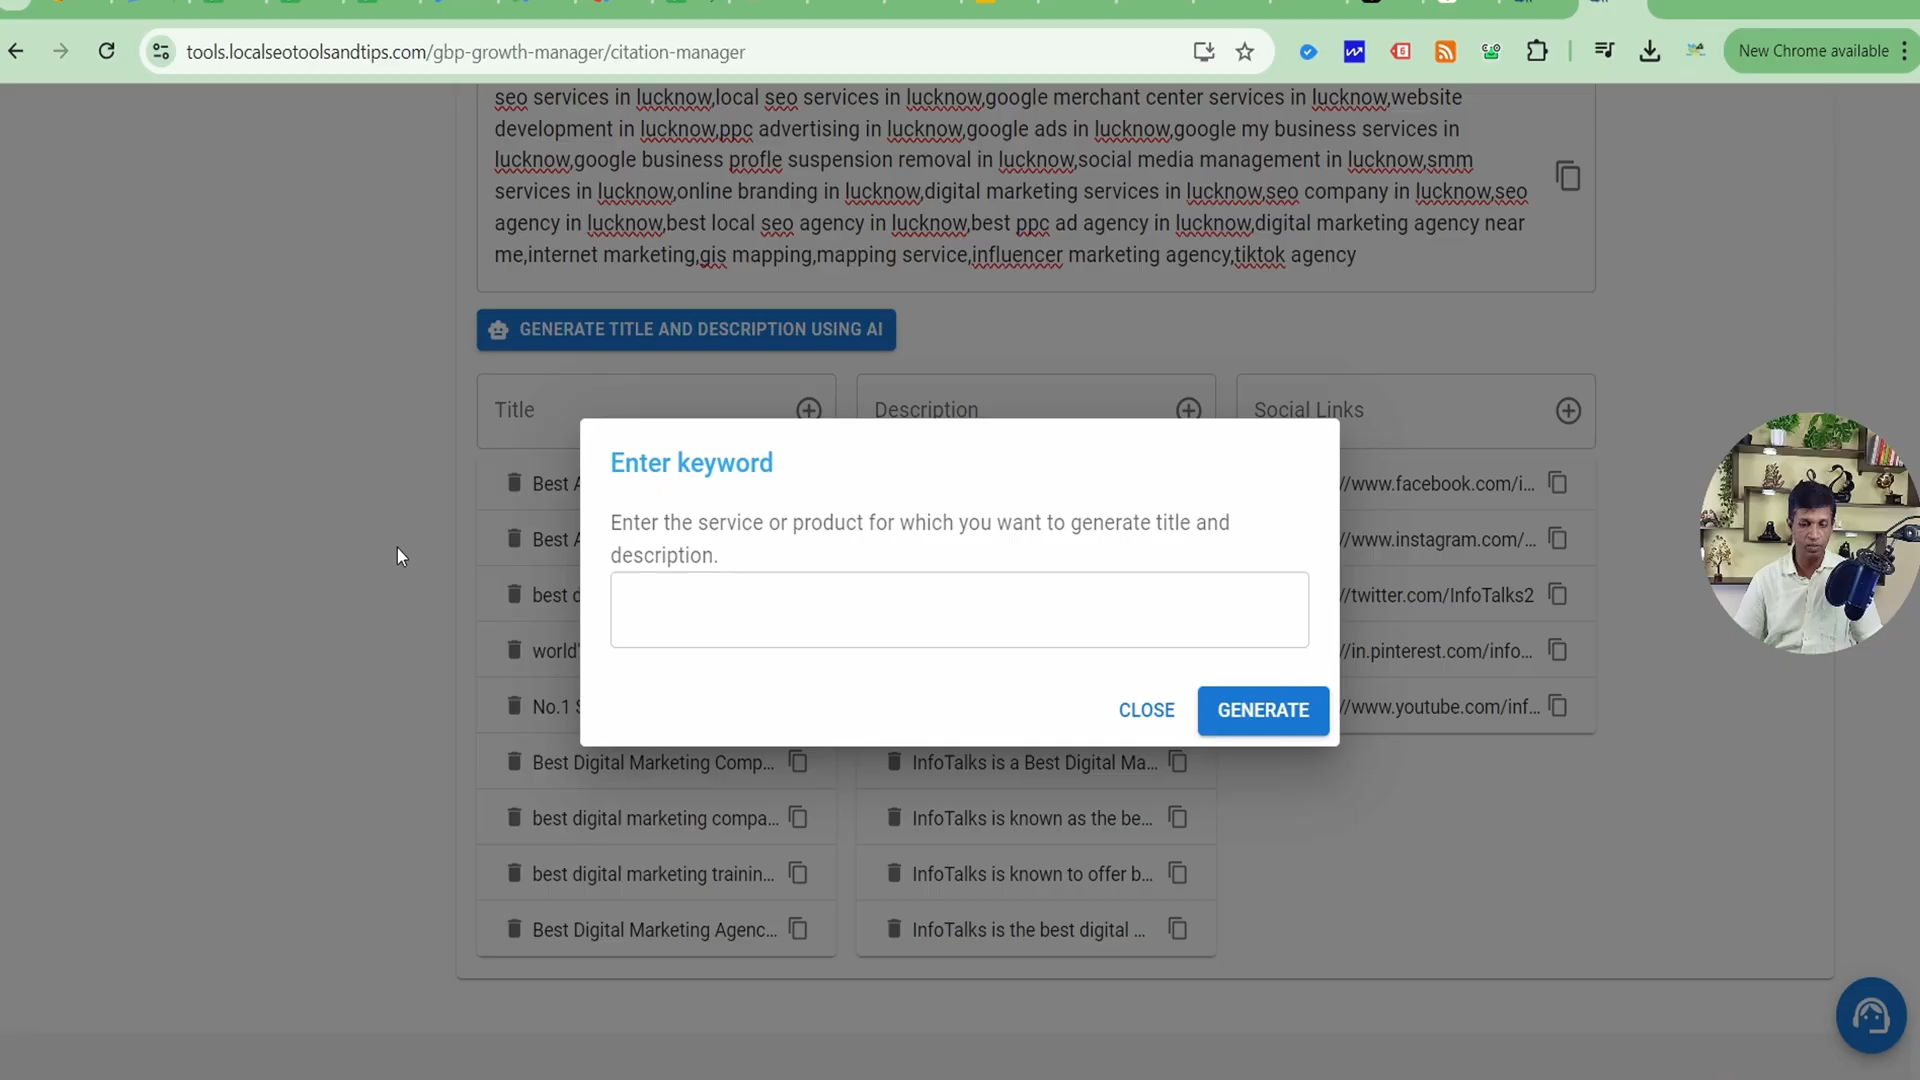 tools.localseotoolsandtips.com/gbp-growth-manager/citation-manager
New Chrome available
seo services in lucknow,local seo services in lucknow,google merchant center services in lucknow,website
development in lucknow,ppc advertising in lucknow,google ads in lucknow,google my business services in
lucknow,google business profle suspension removal in lucknow,social media management in lucknow,smm
services in lucknow,online branding in lucknow,digital marketing services in lucknow,seo company in lucknow,seo
agency in lucknow,best local seo agency in lucknow,best ppc ad agency in lucknow,digital marketing agency near
me,internet marketing,gis mapping,mapping service,influencer marketing agency,tiktok agency
GENERATE TITLE AND DESCRIPTION USING AI
Title
Description
Social Links
Enter keyword
Enter the service or product for which you want to generate title and
description.
CLOSE
GENERATE
Best A
Best A
best c
world'
No.1 S
Best Digital Marketing Comp...
best digital marketing compa...
best digital marketing trainin...
Best Digital Marketing Agenc...
InfoTalks is a Best Digital Ma...
InfoTalks is known as the be...
InfoTalks is known to offer b...
InfoTalks is the best digital ...
//www.facebook.com/i...
//www.instagram.com/...
//twitter.com/InfoTalks2
//in.pinterest.com/info...
//www.youtube.com/inf...